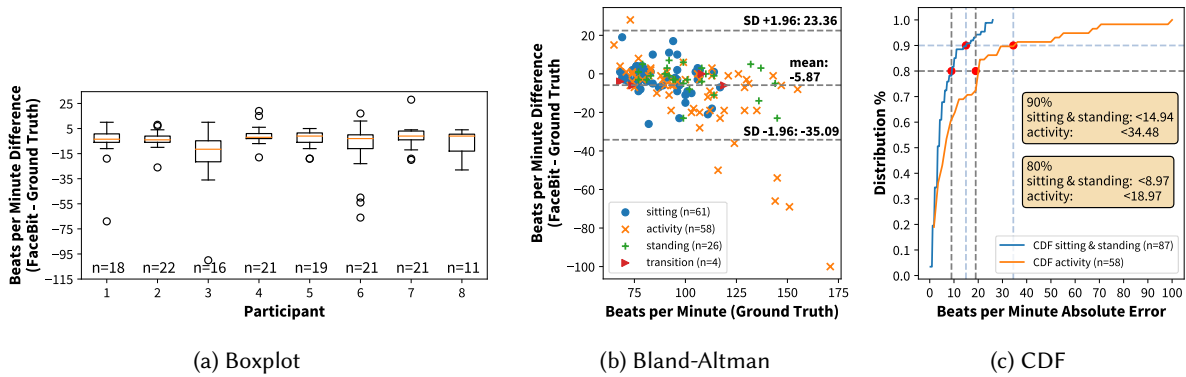 Beats per Minute Difference
(FaceBit - Ground Truth)
25
5
-15
-35
-55
-75
-95
-115
n=18 n=22 n=16 n=21 n=19 n=21 n=21 n=11
1 2 3 4 5 6 7 8
Participant
(a) Boxplot
Beats per Minute Difference
(FaceBit - Ground Truth)
20
0
-20
-40
-60
-80
-100
SD +1.96: 23.36
mean:
-5.87
SD -1.96: -35.09
sitting (n=61)
activity (n=58)
standing (n=26)
transition (n=4)
75 100 125 150 175
Beats per Minute (Ground Truth)
(b) Bland-Altman
Distribution %
1.0
0.9
0.8
0.7
0.6
0.5
0.4
0.3
0.2
0.1
0.0
90%
sitting & standing: <14.94
activity: <34.48
80%
sitting & standing: <8.97
activity: <18.97
CDF sitting & standing (n=87)
CDF activity (n=58)
0 10 20 30 40 50 60 70 80 90 100
Beats per Minute Absolute Error
(c) CDF